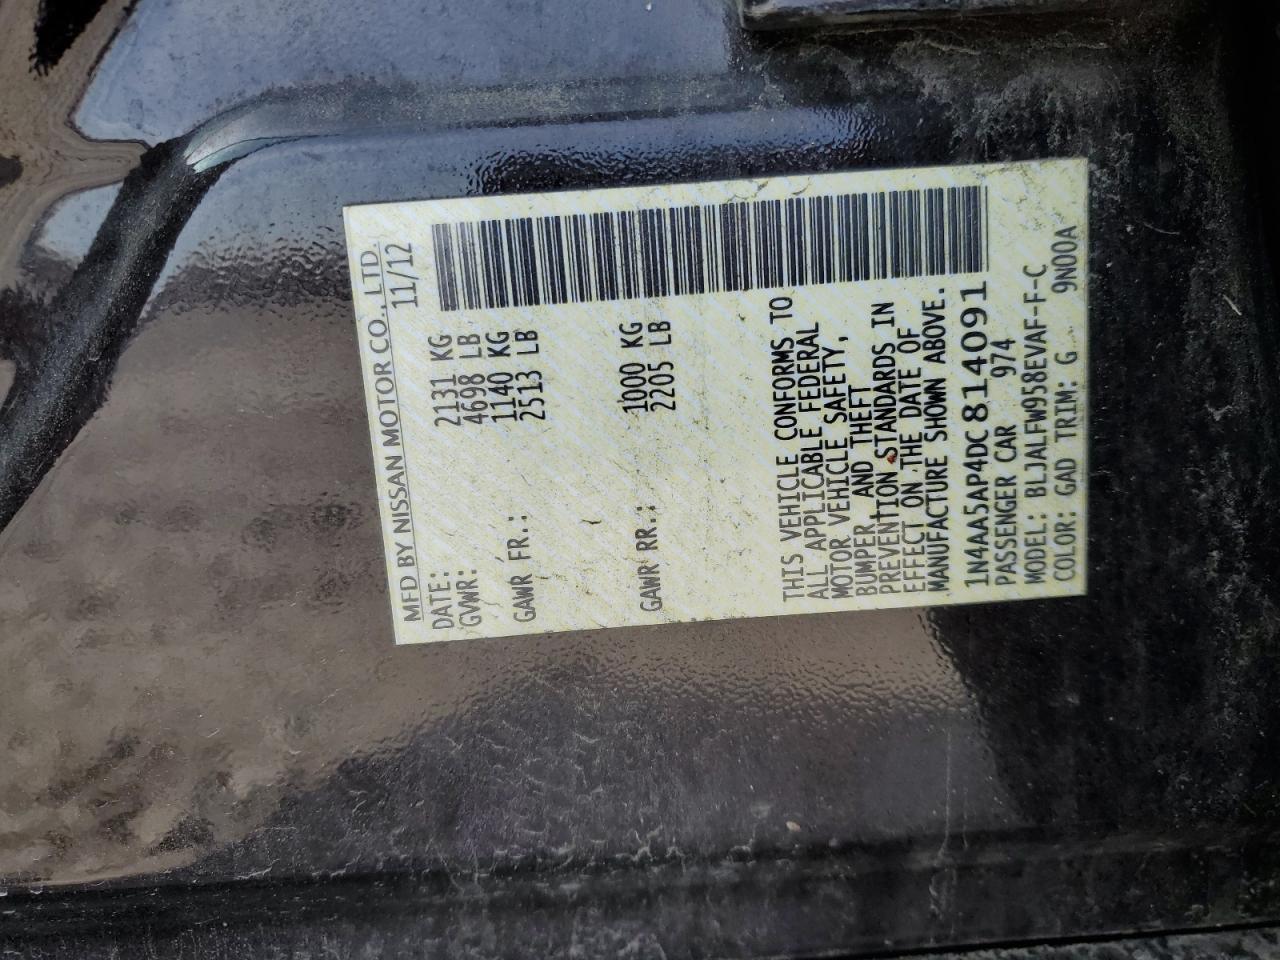 MFD BY NISSAN MOTOR CO., LTD.
DATE: 11/12
GVWR: 2131 KG
4698 LB
GAWR FR.: 1140 KG
2513 LB
GAWR RR.: 1000 KG
2205 LB
THIS VEHICLE CONFORMS TO
ALL APPLICABLE FEDERAL
MOTOR VEHICLE SAFETY,
BUMPER AND THEFT
PREVENTION STANDARDS IN
EFFECT ON THE DATE OF
MANUFACTURE SHOWN ABOVE.
1N4AA5AP4DC814091
PASSENGER CAR 974
MODEL: BLJALFW958EVAF-F-C
COLOR: GAD TRIM: G 9N00A